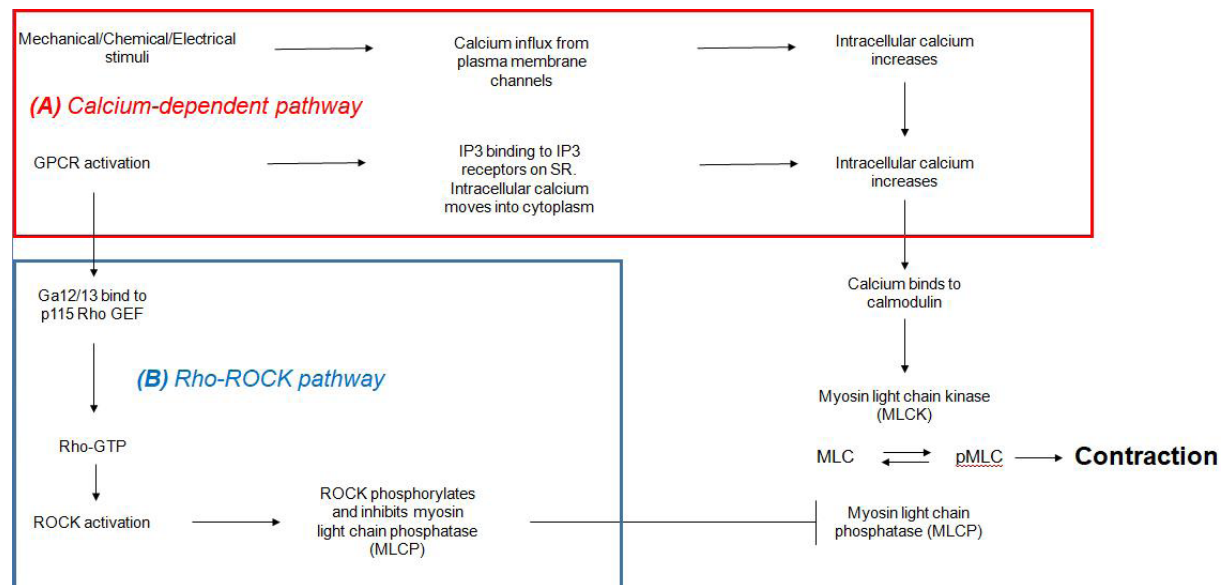 Mechanical/Chemical/Electrical
stimuli
Calcium influx from
plasma membrane
channels
Intracellular calcium
increases
(A) Calcium-dependent pathway
GPCR activation
IP3 binding to IP3
receptors on SR.
Intracellular calcium
moves into cytoplasm
Intracellular calcium
increases
Ga12/13 bind to
p115 Rho GEF
Calcium binds to
calmodulin
(B) Rho-ROCK pathway
Myosin light chain kinase
(MLCK)
Rho-GTP
MLC
pMLC
Contraction
ROCK activation
ROCK phosphorylates
and inhibits myosin
light chain phosphatase
(MLCP)
Myosin light chain
phosphatase (MLCP)